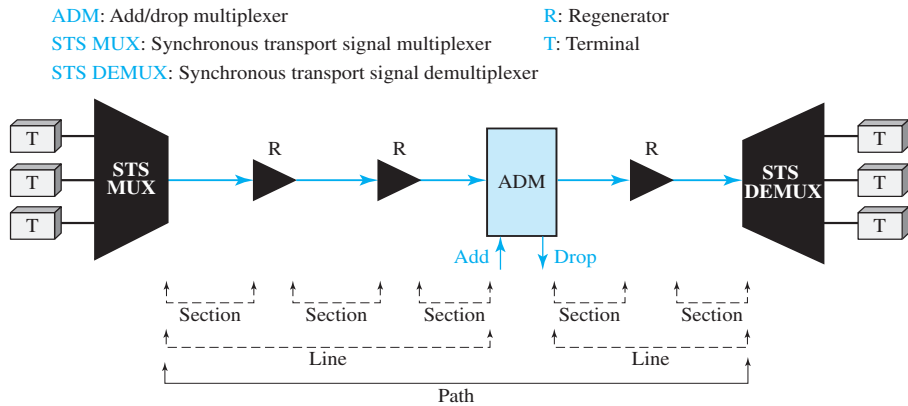 ADM: Add/drop multiplexer R: Regenerator
STS MUX: Synchronous transport signal multiplexer T: Terminal
STS DEMUX: Synchronous transport signal demultiplexer
T T
R R R
STS MUX ADM STS DEMUX
T T
T T
Add Drop
Section Section Section Section Section
Line Line
Path